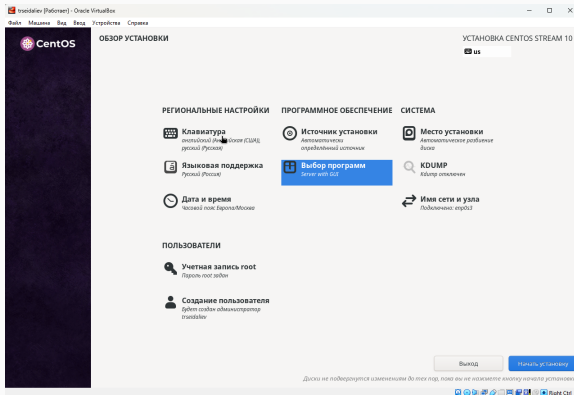 trseidaliev [Работает] - Oracle VirtualBox
Файл Машина Вид Ввод Устройства Справка
CentOS
ОБЗОР УСТАНОВКИ
УСТАНОВКА CENTOS STREAM 10
us
РЕГИОНАЛЬНЫЕ НАСТРОЙКИ
Клавиатура
английский (Английская (США)),
русский (Русская)
Языковая поддержка
Русский (Россия)
Дата и время
Часовой пояс Европа/Москва
ПРОГРАММНОЕ ОБЕСПЕЧЕНИЕ
Источник установки
Автоматически
определённый источник
Выбор программ
Server with GUI
СИСТЕМА
Место установки
Автоматическое разбиение
диска
KDUMP
Kdump отключен
Имя сети и узла
Подключено: enp0s3
ПОЛЬЗОВАТЕЛИ
Учетная запись root
Пароль root задан
Создание пользователя
Будет создан администратор
trseidaliev
Выход
Начать установку
Диски не подвергнутся изменениям до тех пор, пока вы не нажмете кнопку начала установки
Right Ctrl